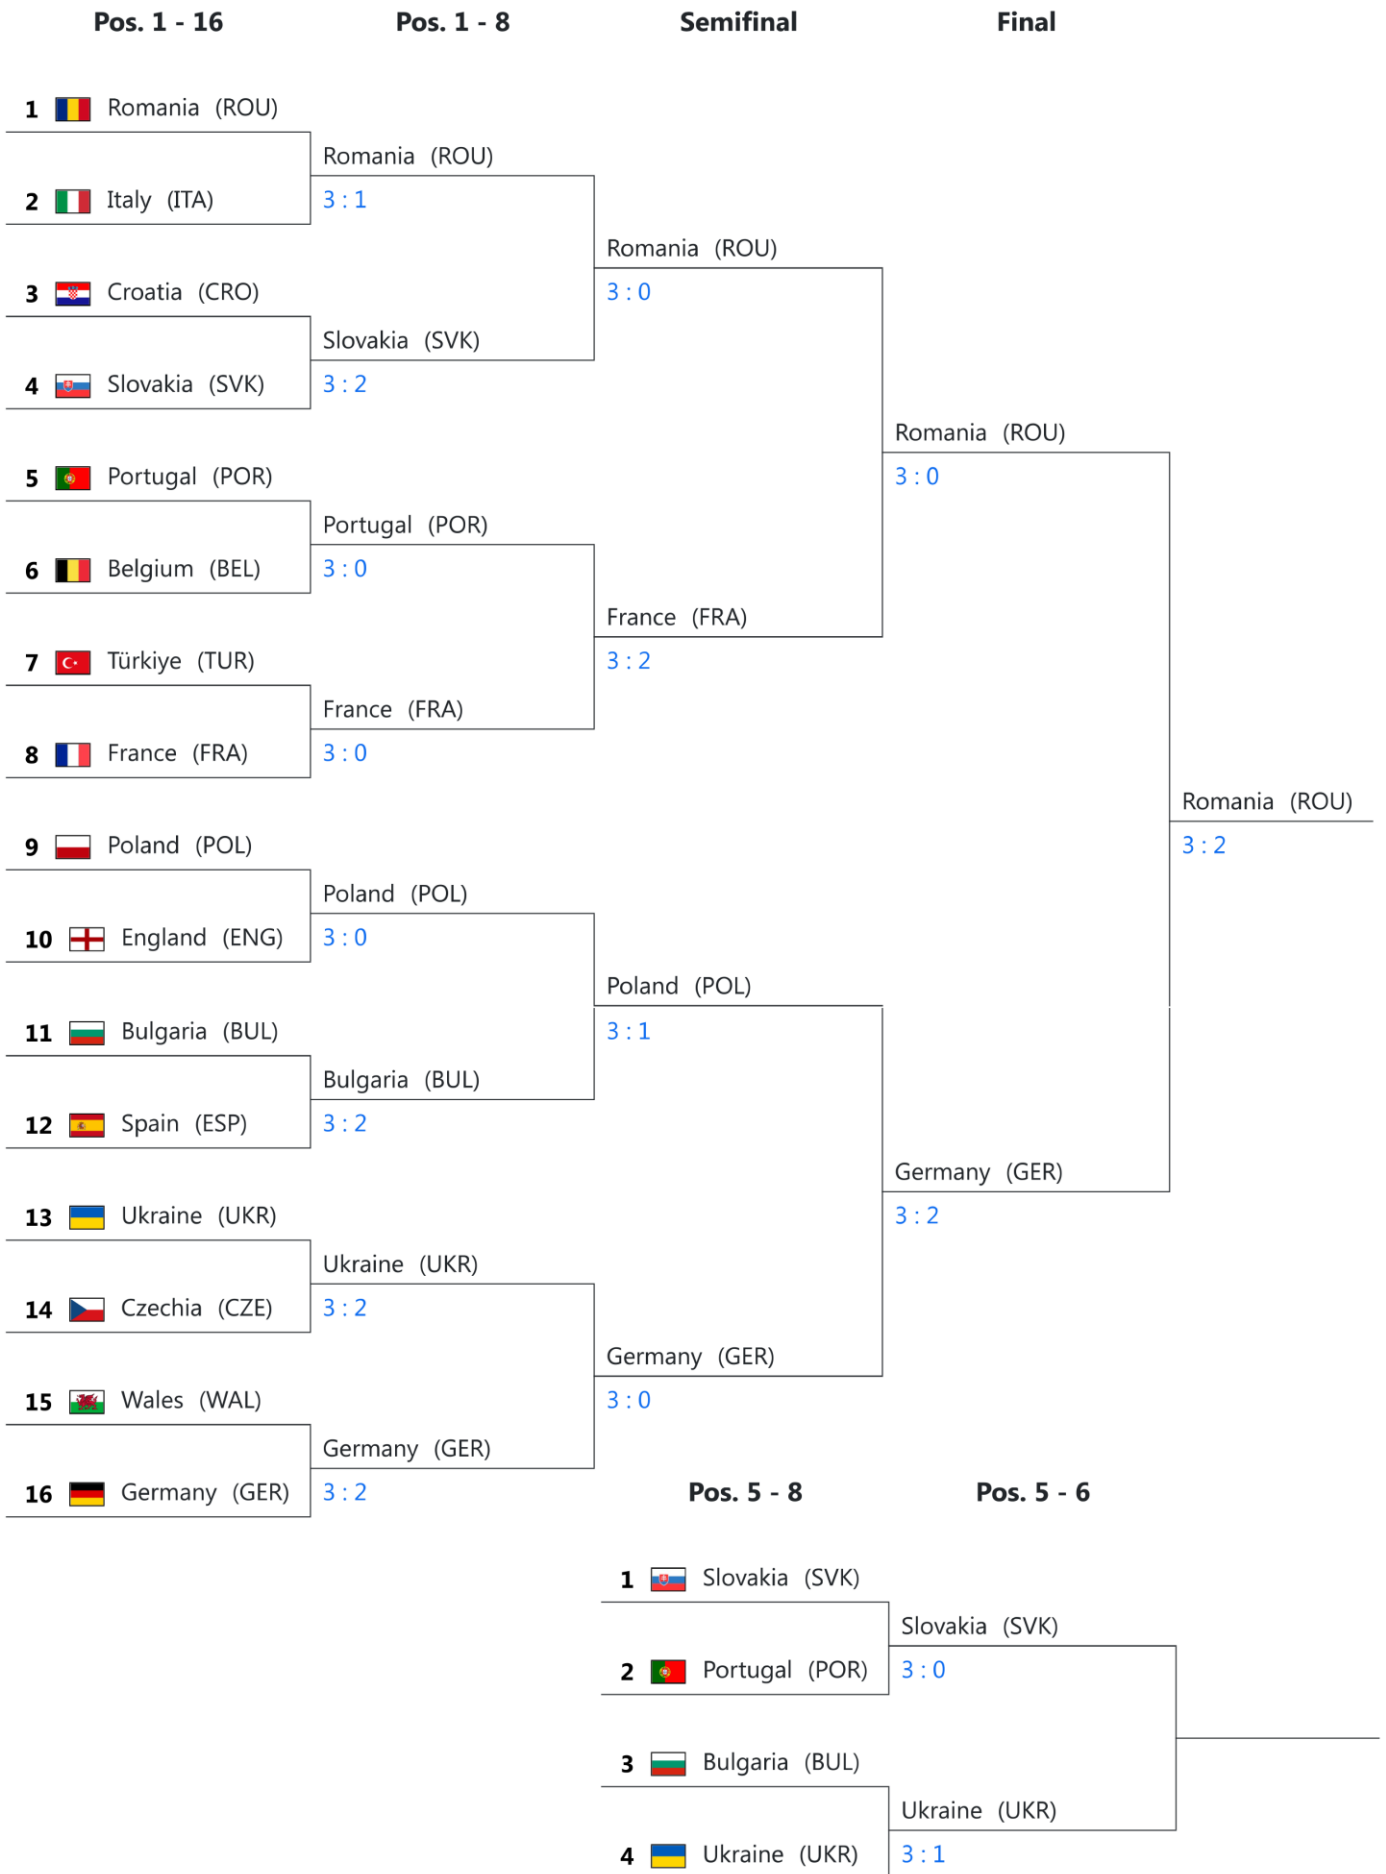 Pos. 1 - 16 Pos. 1 - 8 Semifinal Final
1 Romania (ROU)
Romania (ROU)
2 Italy (ITA) 3 : 1
Romania (ROU)
3 Croatia (CRO) 3 : 0
Slovakia (SVK)
4 Slovakia (SVK) 3 : 2
Romania (ROU)
5 Portugal (POR) 3 : 0
Portugal (POR)
6 Belgium (BEL) 3 : 0
France (FRA)
7 Türkiye (TUR) 3 : 2
France (FRA)
8 France (FRA) 3 : 0
Romania (ROU)
9 Poland (POL) 3 : 2
Poland (POL)
10 England (ENG) 3 : 0
Poland (POL)
11 Bulgaria (BUL) 3 : 1
Bulgaria (BUL)
12 Spain (ESP) 3 : 2
Germany (GER)
13 Ukraine (UKR) 3 : 2
Ukraine (UKR)
14 Czechia (CZE) 3 : 2
Germany (GER)
15 Wales (WAL) 3 : 0
Germany (GER)
16 Germany (GER) 3 : 2 Pos. 5 - 8 Pos. 5 - 6
1 Slovakia (SVK)
Slovakia (SVK)
2 Portugal (POR) 3 : 0
3 Bulgaria (BUL)
Ukraine (UKR)
4 Ukraine (UKR) 3 : 1